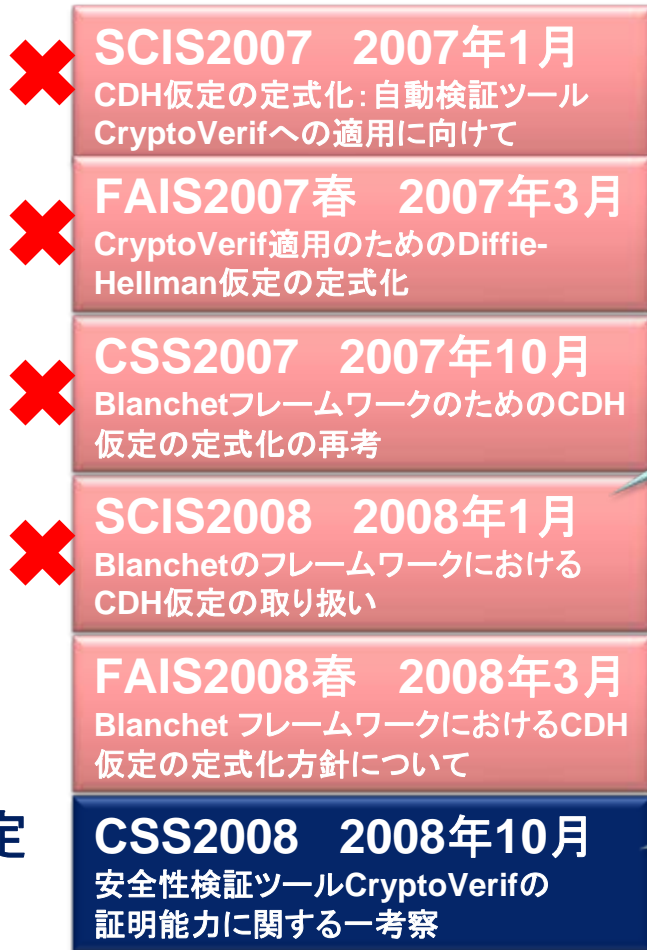 SCIS2007 2007年1月
CDH仮定の定式化：自動検証ツール
CryptoVerifへの適用に向けて
FAIS2007春 2007年3月
CryptoVerif適用のためのDiffie-
Hellman仮定の定式化
CSS2007 2007年10月
BlanchetフレームワークのためのCDH
仮定の定式化の再考
SCIS2008 2008年1月
Blanchetのフレームワークにおける
CDH仮定の取り扱い
FAIS2008春 2008年3月
Blanchet フレームワークにおけるCDH
仮定の定式化方針について
定
CSS2008 2008年10月
安全性検証ツールCryptoVerifの
証明能力に関する一考察